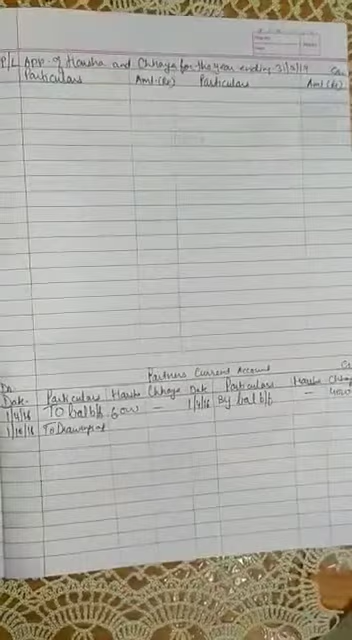 P/L App. of Harsha and Chhaya for the year ending 31/3/17 Cr.
Particulars Amt.(Rs) Particulars Amt.(Rs)
Partners Current Account
Dr. Cr.
Date Particulars Harsha Chhaya Date Particulars Harsha Chhaya
1/4/16 To bal b/f 600 — 1/4/16 By bal b/f —
1/10/16 To Drawings